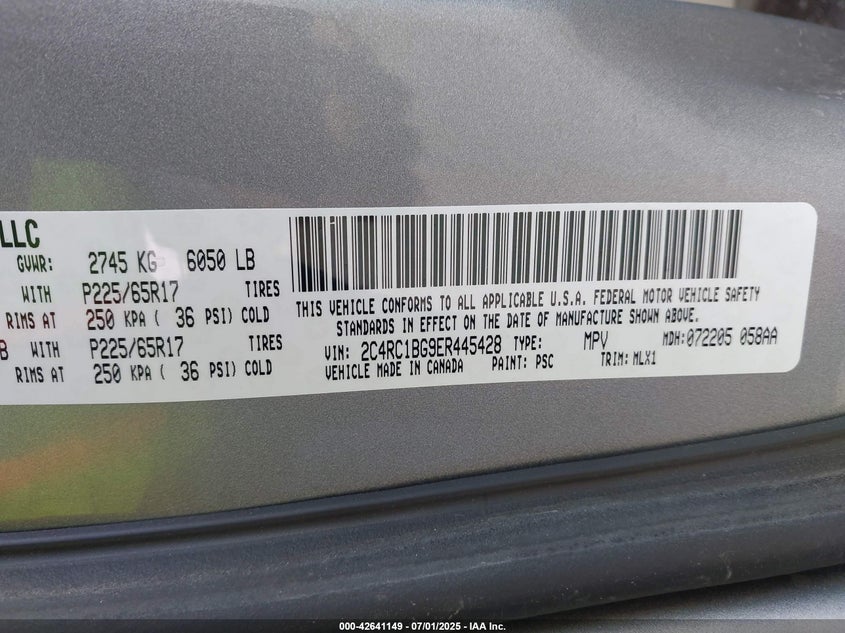 LLC
GVWR: 2745 KG 6050 LB
WITH P225/65R17 TIRES
RIMS AT 250 KPA ( 36 PSI) COLD
B WITH P225/65R17 TIRES
RIMS AT 250 KPA ( 36 PSI) COLD
THIS VEHICLE CONFORMS TO ALL APPLICABLE U.S.A. FEDERAL MOTOR VEHICLE SAFETY
STANDARDS IN EFFECT ON THE DATE OF MANUFACTURE SHOWN ABOVE.
VIN: 2C4RC1BG9ER445428 TYPE: MPV MDH:072205 058AA
VEHICLE MADE IN CANADA PAINT: PSC TRIM: MLX1
000-42641149 - 07/01/2025 - IAA Inc.